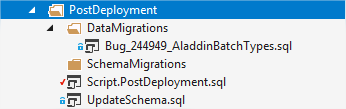 PostDeployment
DataMigrations
Bug_244949_AladdinBatchTypes.sql
SchemaMigrations
Script.PostDeployment.sql
UpdateSchema.sql